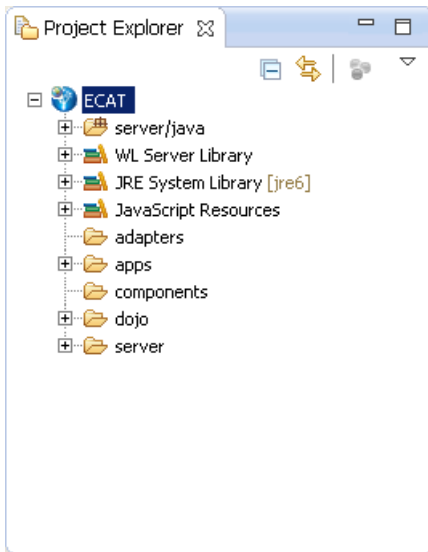 Project Explorer
ECAT
server/java
WL Server Library
JRE System Library [jre6]
JavaScript Resources
adapters
apps
components
dojo
server